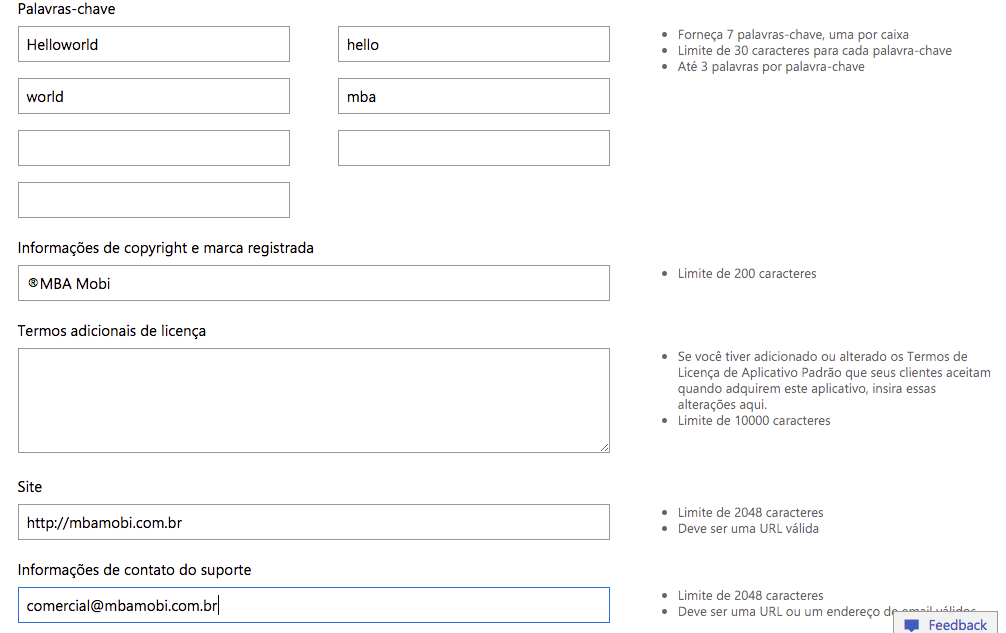 Palavras-chave
Helloworld
hello
Forneça 7 palavras-chave, uma por caixa
Limite de 30 caracteres para cada palavra-chave
Até 3 palavras por palavra-chave
world
mba
Informações de copyright e marca registrada
®MBA Mobi
Limite de 200 caracteres
Termos adicionais de licença
Se você tiver adicionado ou alterado os Termos de
Licença de Aplicativo Padrão que seus clientes aceitam
quando adquirem este aplicativo, insira essas
alterações aqui.
Limite de 10000 caracteres
Site
http://mbamobi.com.br
Limite de 2048 caracteres
Deve ser uma URL válida
Informações de contato do suporte
comercial@mbamobi.com.br
Limite de 2048 caracteres
Deve ser uma URL ou um endereço de email válidos
Feedback